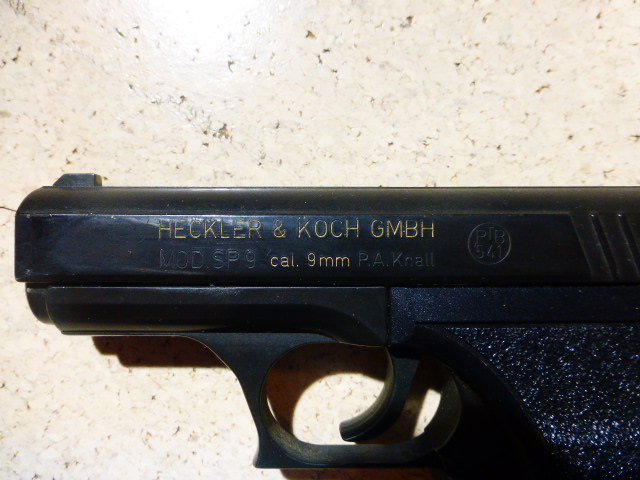 HECKLER & KOCH GMBH
MOD.SP9 cal. 9mm P.A.Knall
PTB
541